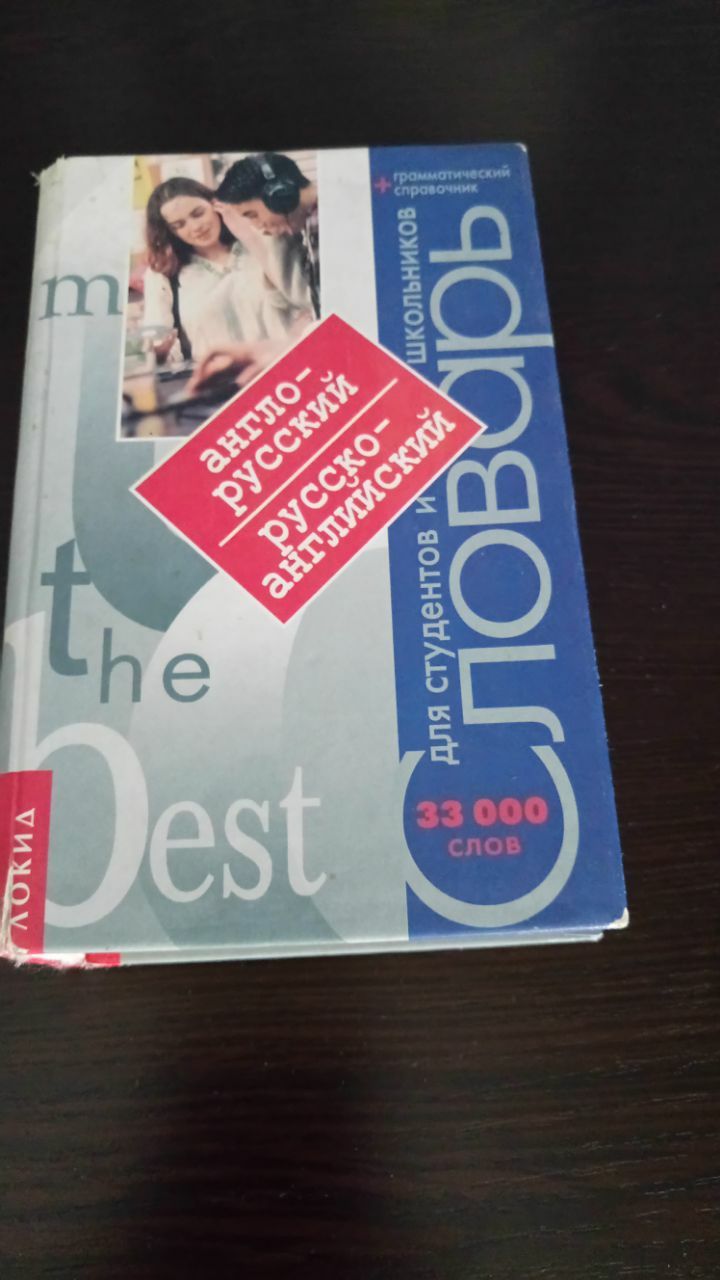 + грамматический
справочник
Словарь
для студентов и школьников
англо-
русский
русско-
английский
33 000
слов
the
best
ЛОКИД